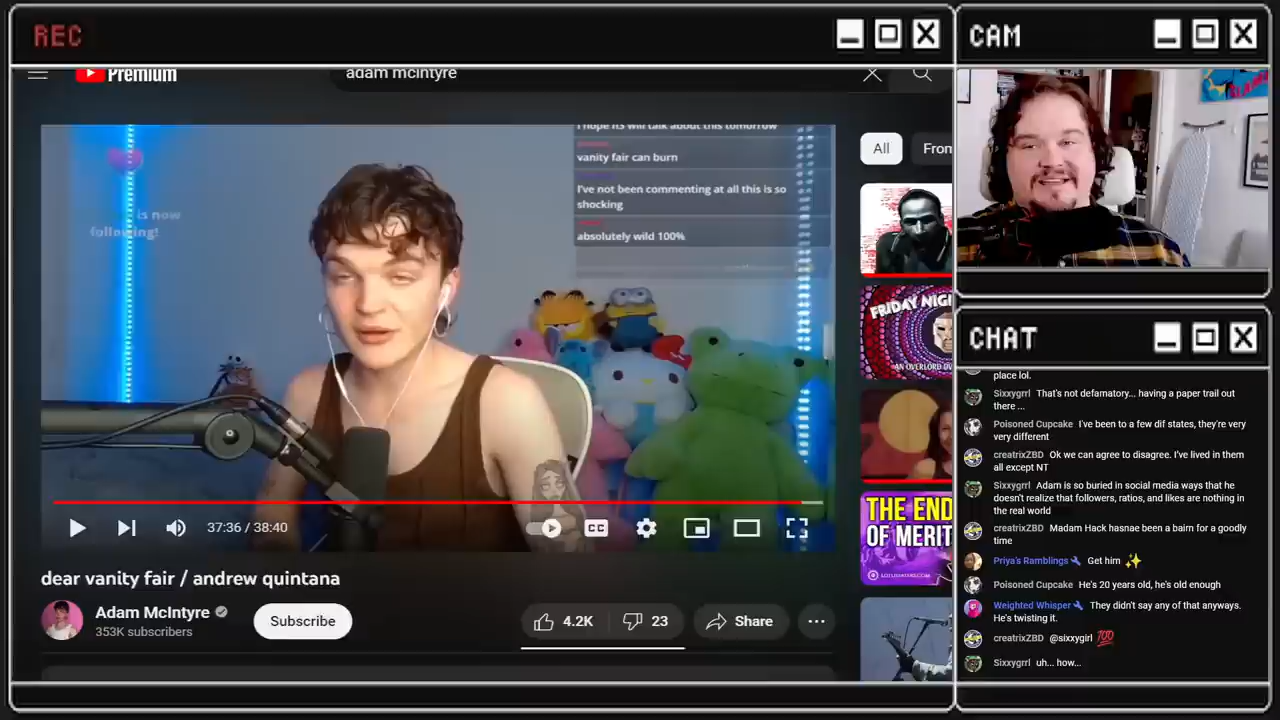 REC
Premium
adam mcintyre
I hope h3 will talk about this tomorrow
vanity fair can burn
I've not been commenting at all this is so
shocking
absolutely wild 100%
is now
following!
37:36 / 38:40
CC
dear vanity fair / andrew quintana
Adam McIntyre
353K subscribers
Subscribe
4.2K
23
Share
All
From
FRIDAY NIG
AN OVERLORD DV
THE END
OF MERIT
LOTUSEATERS.COM
CAM
CHAT
place lol.
Sixxygrrl That's not defamatory... having a paper trail out
there ...
Poisoned Cupcake I've been to a few dif states, they're very
very different
creatrixZBD Ok we can agree to disagree. I've lived in them
all except NT
Sixxygrrl Adam is so buried in social media ways that he
doesn't realize that followers, ratios, and likes are nothing in
the real world
creatrixZBD Madam Hack hasnae been a bairn for a goodly
time
Priya's Ramblings Get him ✨
Poisoned Cupcake He's 20 years old, he's old enough
Weighted Whisper They didn't say any of that anyways.
He's twisting it.
creatrixZBD @sixxygirl 💯
Sixxygrrl uh... how...